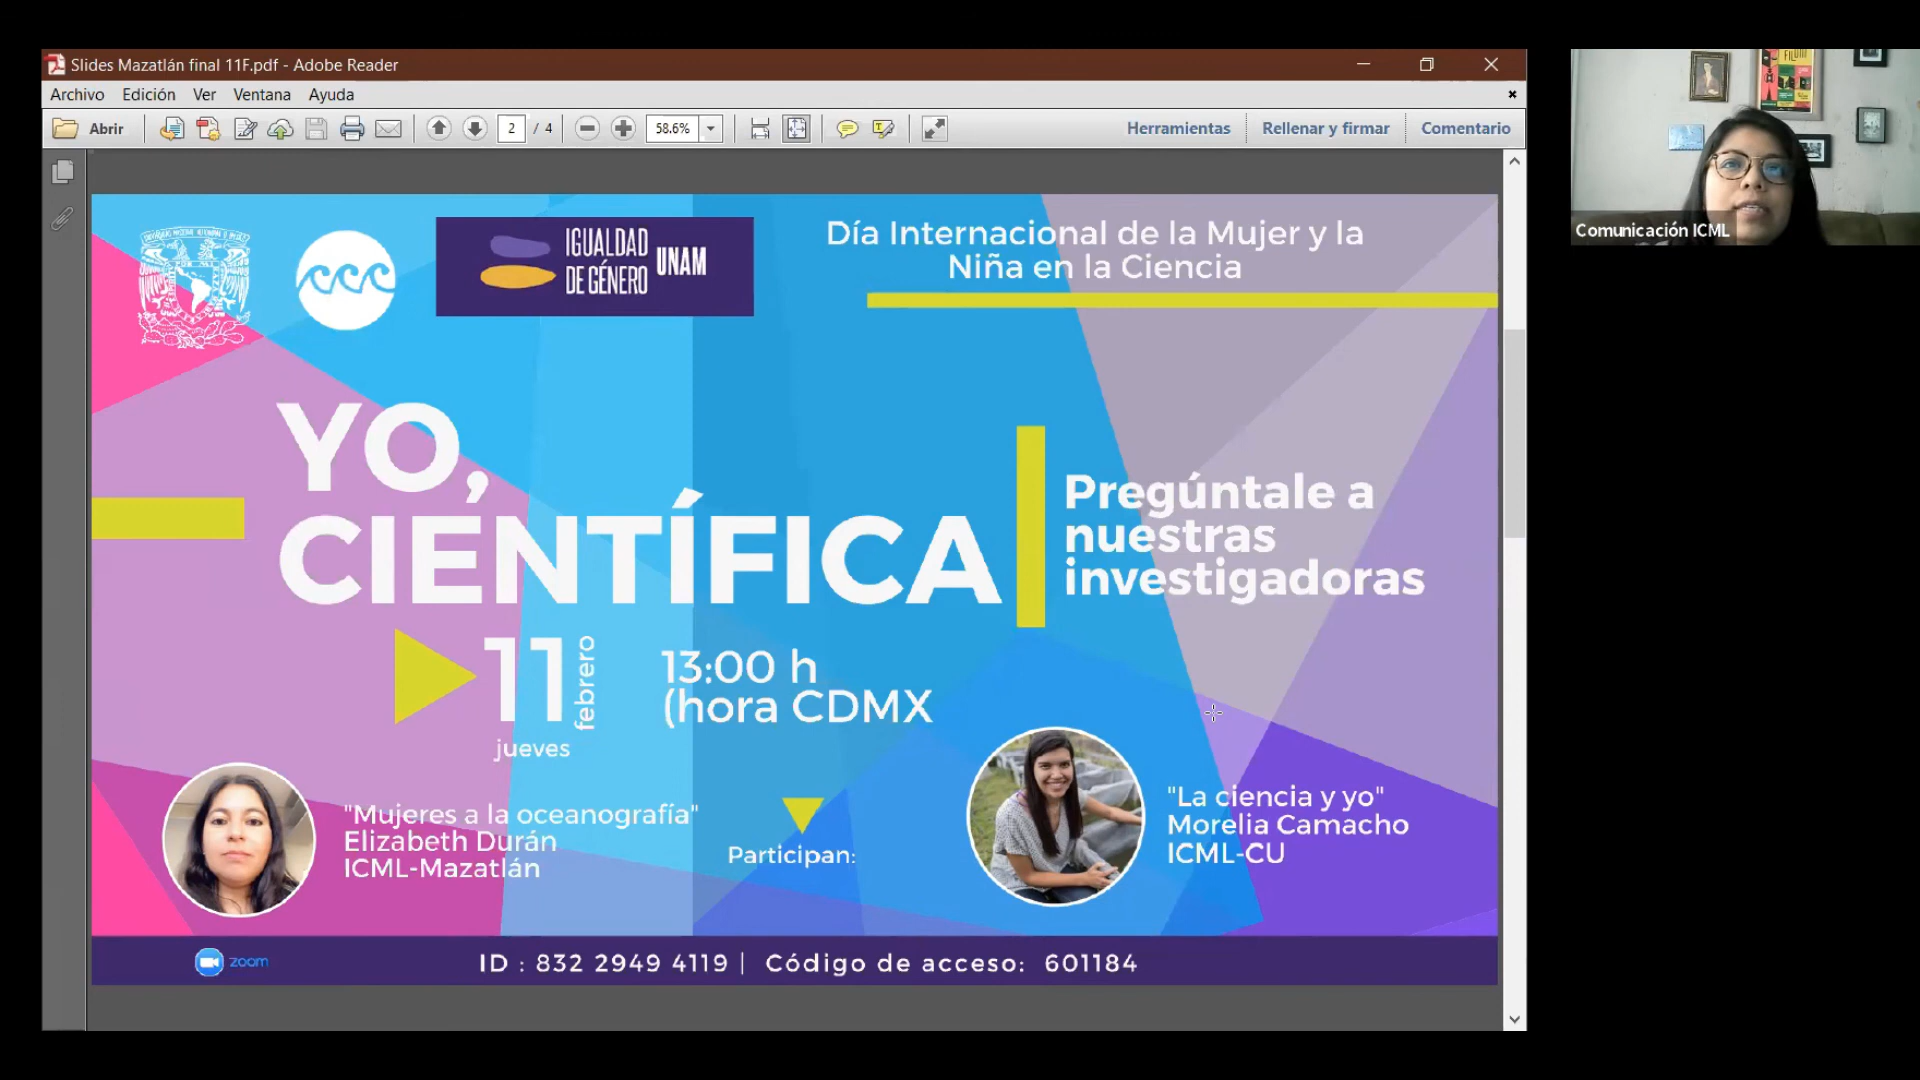 Slides Mazatlán final 11F.pdf - Adobe Reader
Archivo Edición Ver Ventana Ayuda
Abrir 2 / 4 58.6% Herramientas Rellenar y firmar Comentario
IGUALDAD
DE GÉNERO UNAM
Día Internacional de la Mujer y la
Niña en la Ciencia
YO,
CIENTÍFICA
Pregúntale a
nuestras
investigadoras
11 febrero
jueves
13:00 h
(hora CDMX
"Mujeres a la oceanografía"
Elizabeth Durán
ICML-Mazatlán
Participan:
"La ciencia y yo"
Morelia Camacho
ICML-CU
zoom
ID : 832 2949 4119 | Código de acceso: 601184
Comunicación ICML